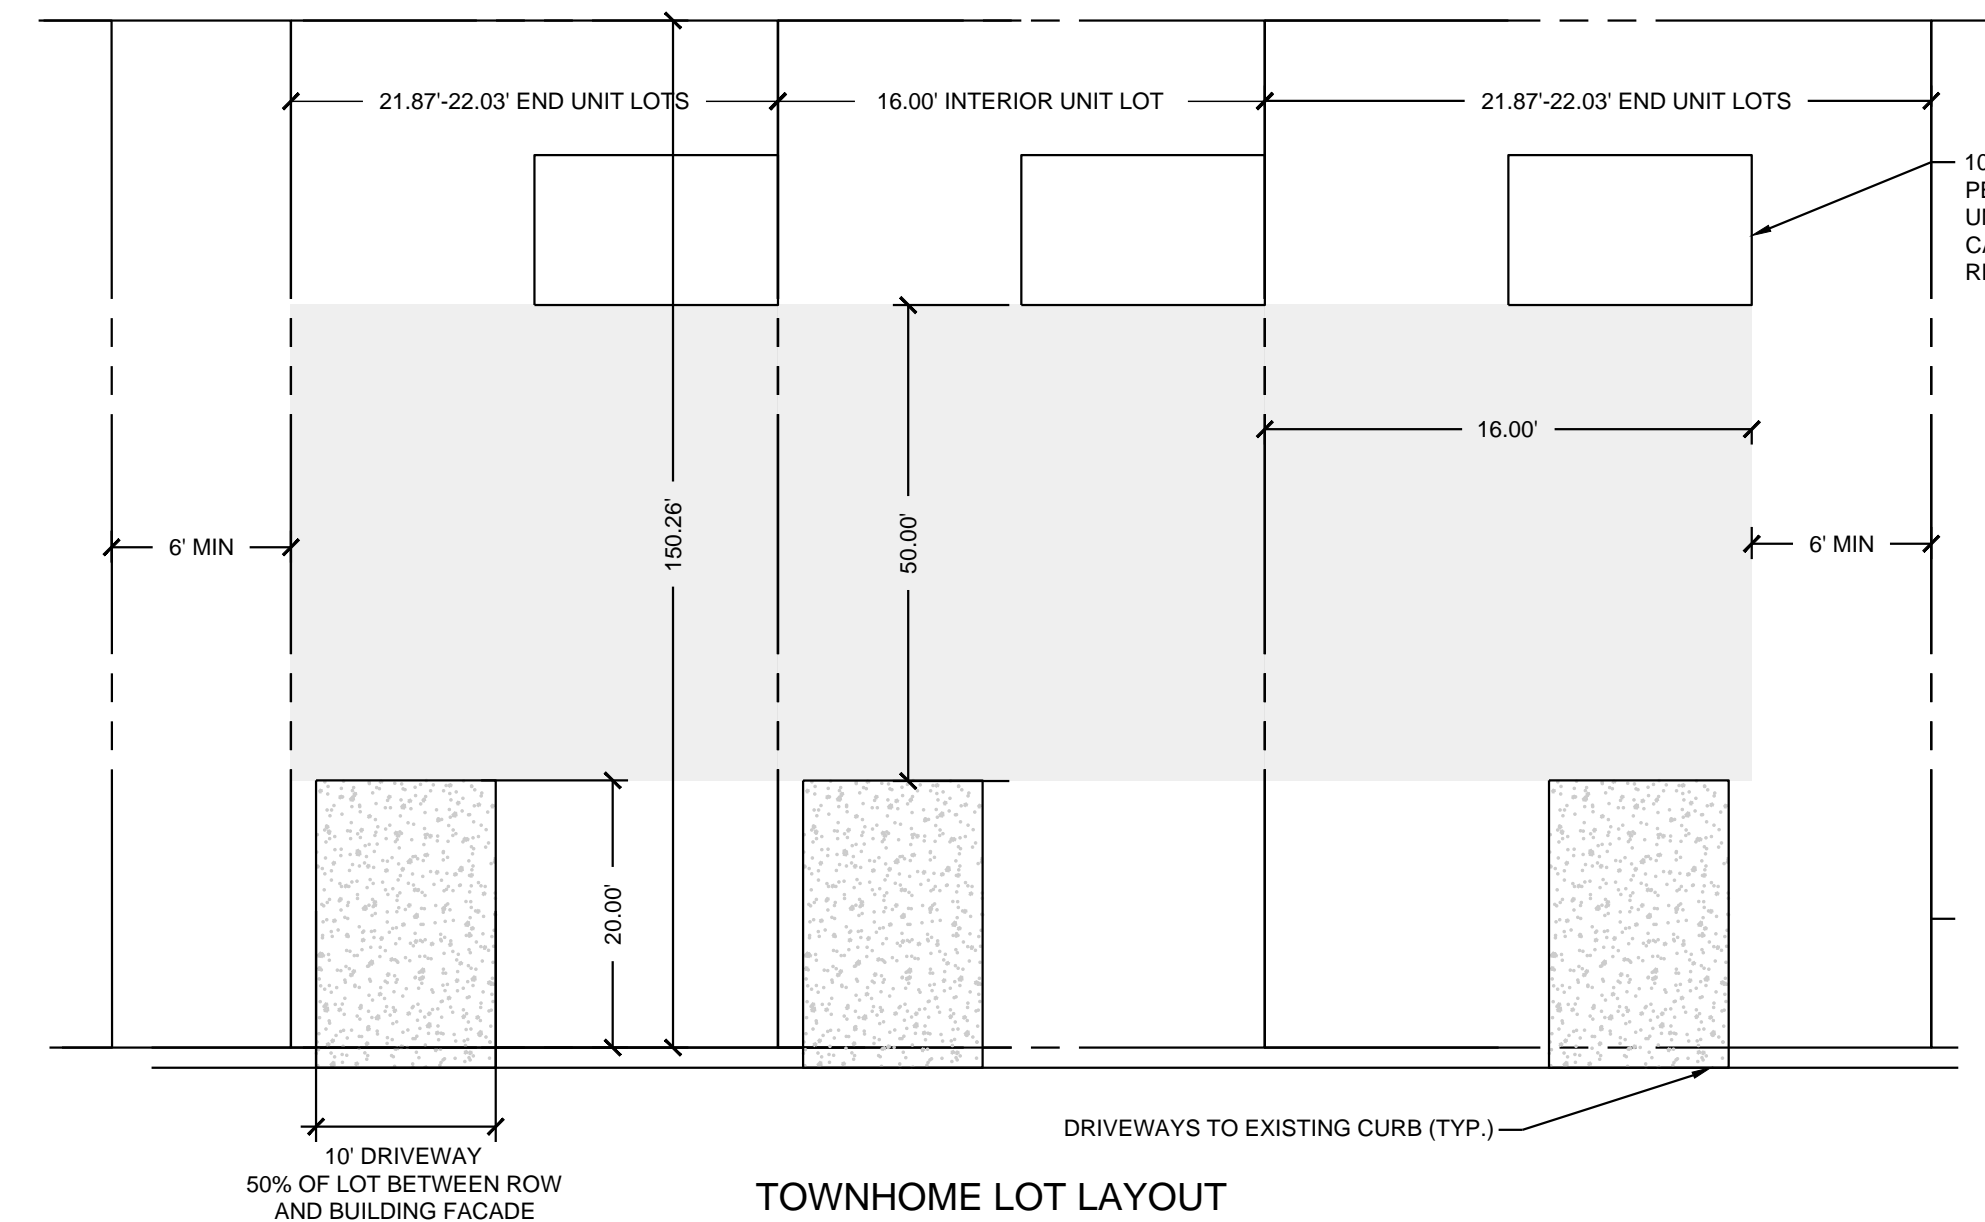 21.87'-22.03' END UNIT LOTS
16.00' INTERIOR UNIT LOT
21.87'-22.03' END UNIT LOTS
10
16.00'
150.26'
50.00'
6' MIN
6' MIN
20.00'
DRIVEWAYS TO EXISTING CURB (TYP.)
10' DRIVEWAY
50% OF LOT BETWEEN ROW
AND BUILDING FACADE
TOWNHOME LOT LAYOUT